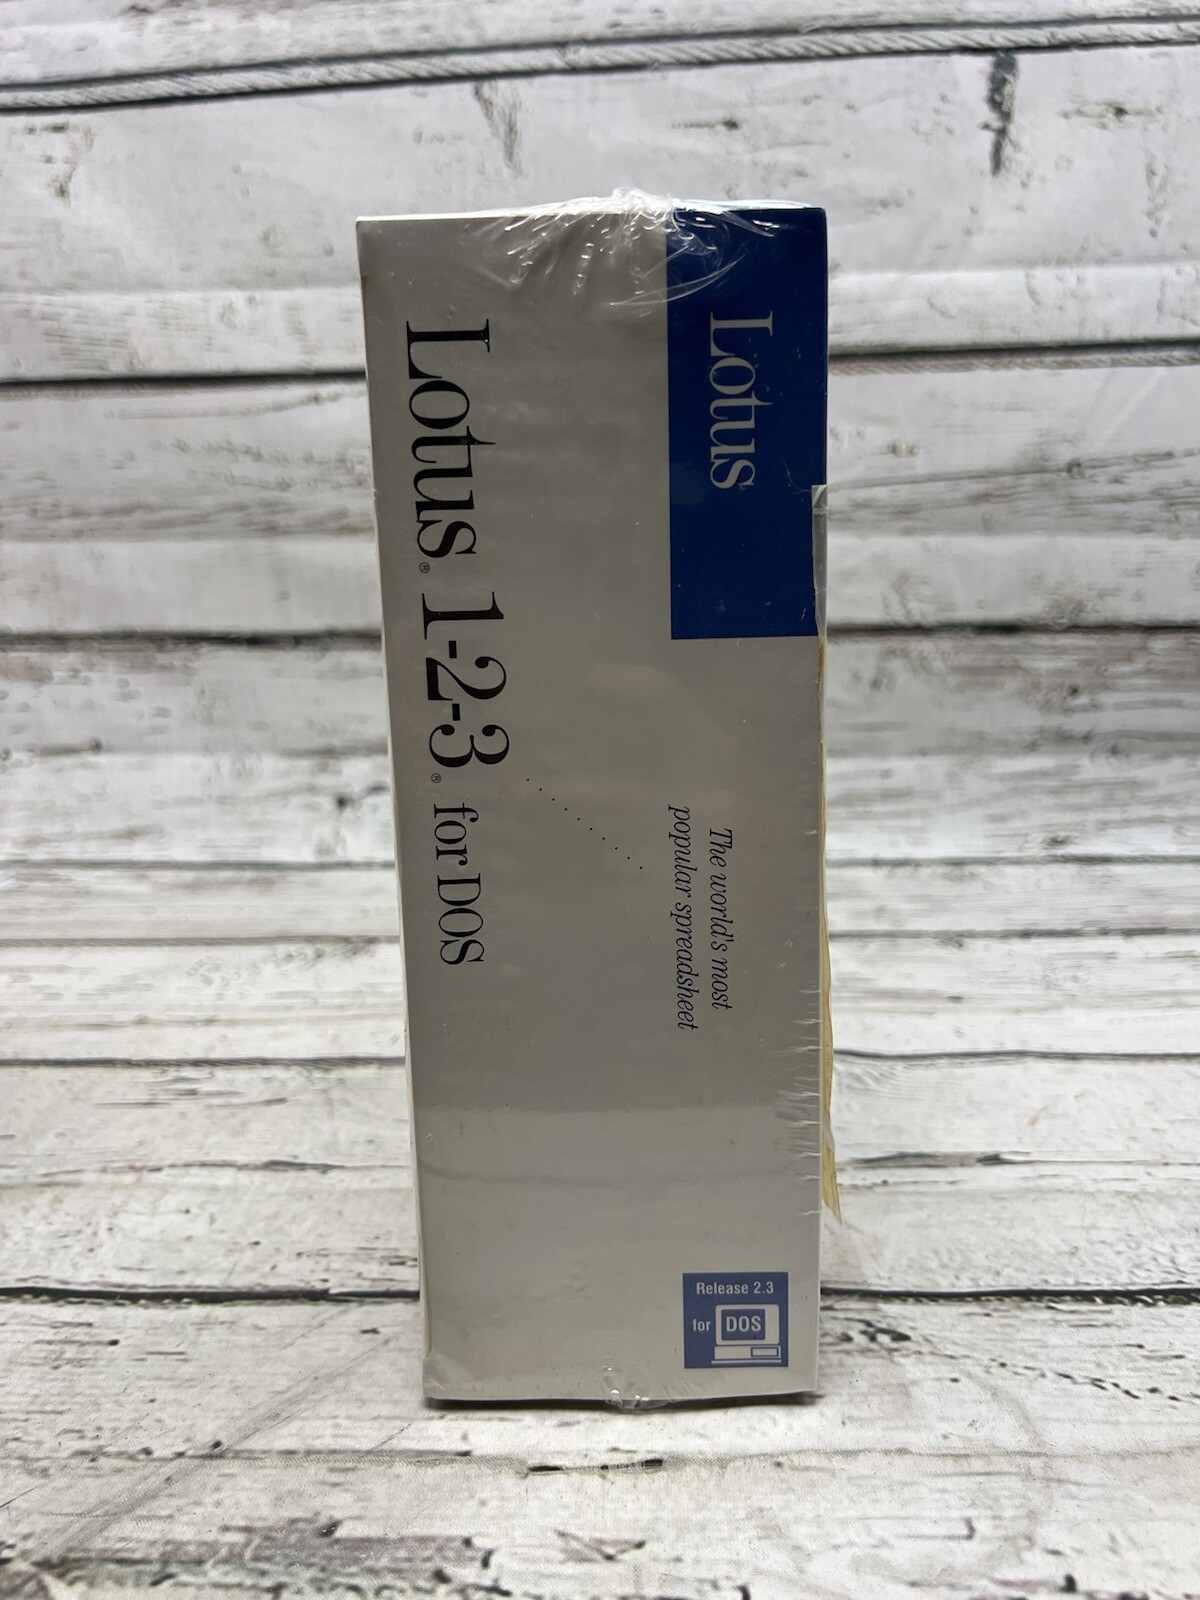 Lotus
The world's most
popular spreadsheet
Lotus® 1-2-3® for DOS
Release 2.3
for DOS